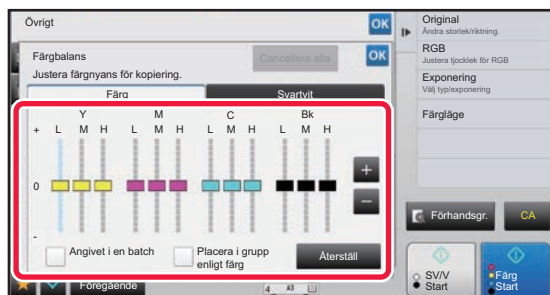 Övrigt
OK
Färgbalans
Cancellera alla
OK
Justera färgnyans för kopiering.
Färg
Svartvit
Y M C Bk
+ L M H L M H L M H L M H
0
+
-
-
Angivet i en batch
Placera i grupp
enligt färg
Återställ
Föregående
4 A3
Original
Ändra storlek/riktning.
RGB
Justera tjocklek för RGB
Exponering
Välj typ/exponering
Färgläge
Förhandsgr.
CA
SV/V
Start
Färg
Start